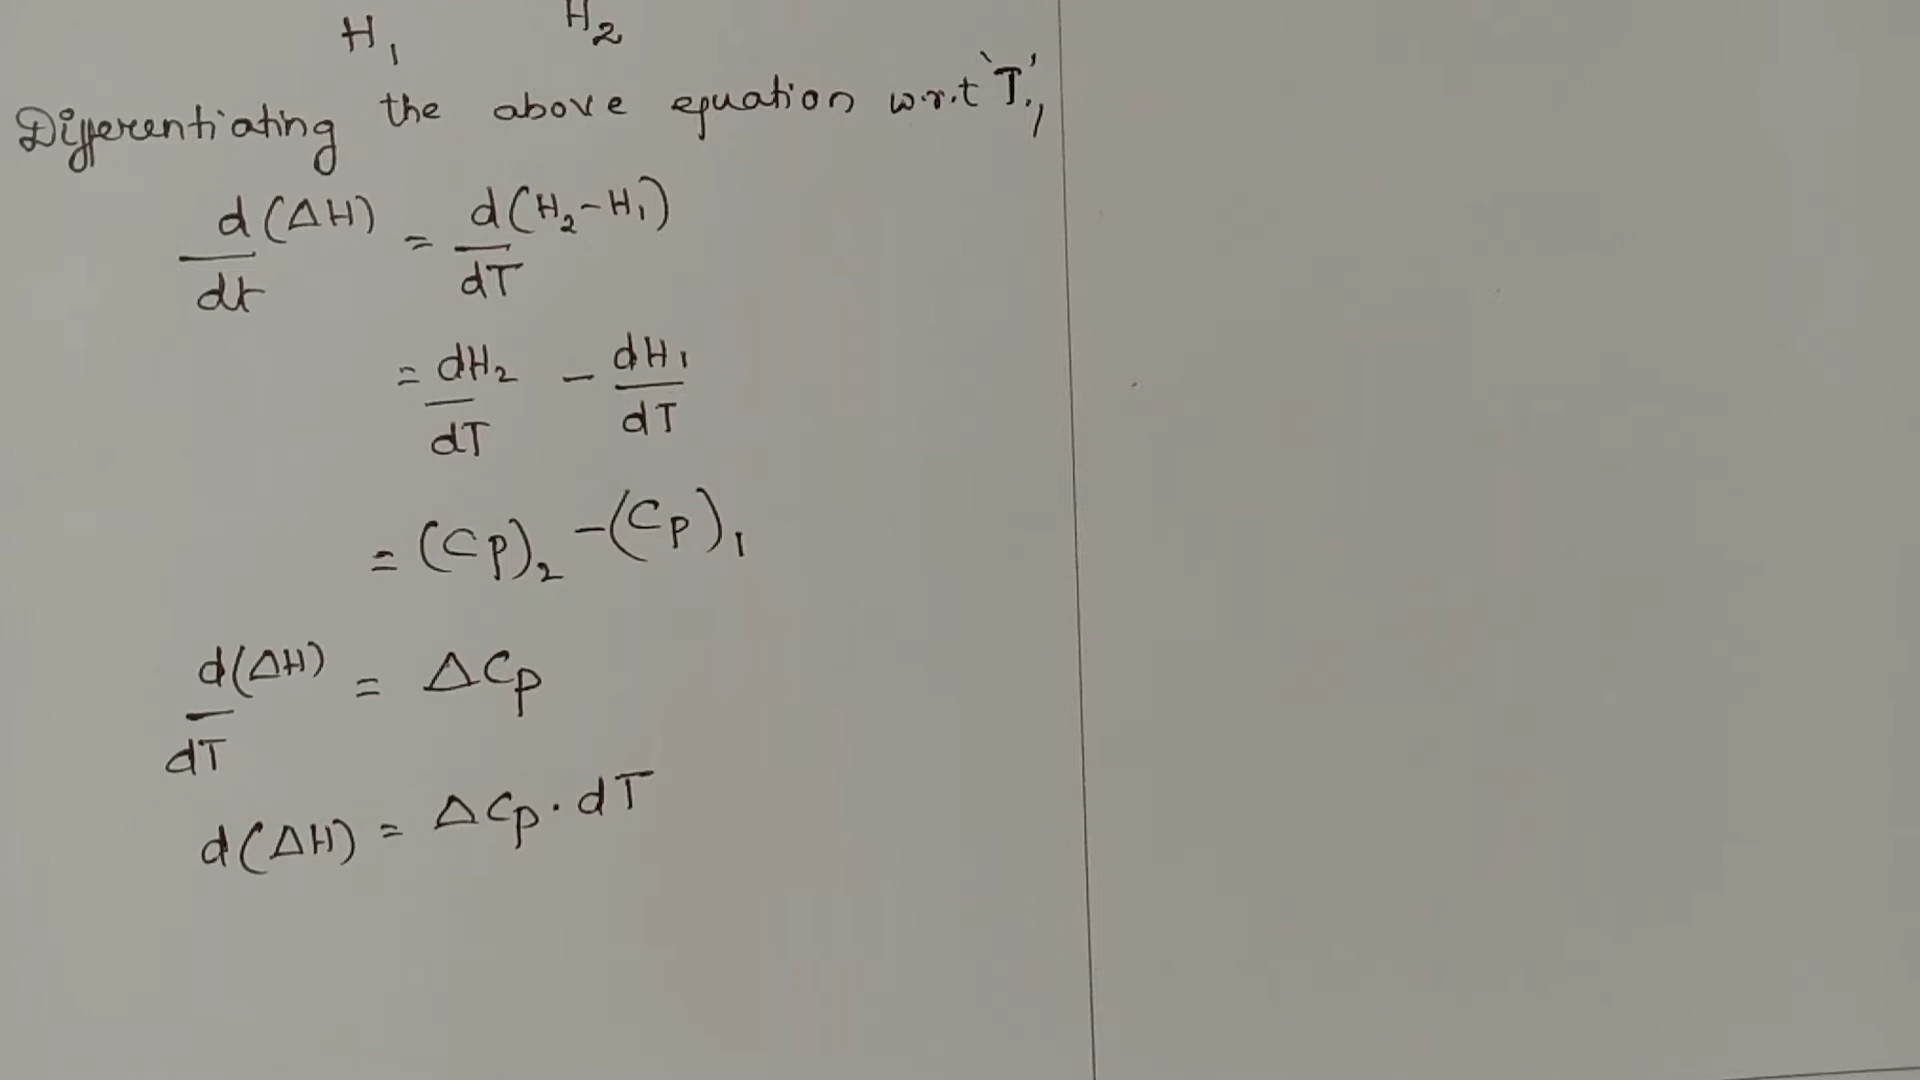 H₁ H₂
Differentiating the above equation w.r.t 'T',
d/dt (ΔH) = d/dT (H₂-H₁)
= dH₂/dT - dH₁/dT
= (Cp)₂ - (Cp)₁
d/dT (ΔH) = ΔCp
d(ΔH) = ΔCp . dT